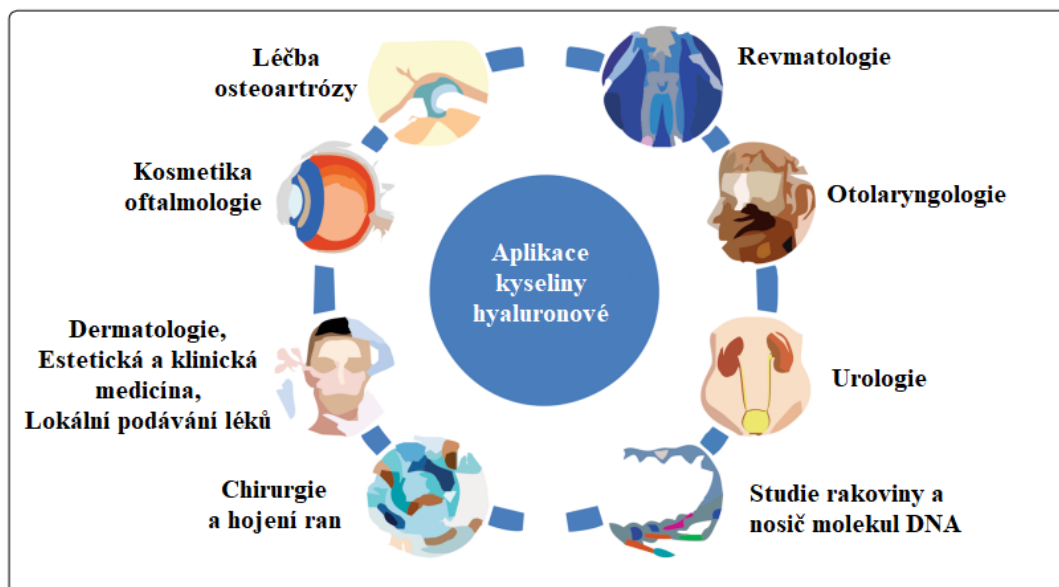 Léčba
osteoartrózy
Revmatologie
Kosmetika
oftalmologie
Otolaryngologie
Aplikace
kyseliny
hyaluronové
Dermatologie,
Estetická a klinická
medicína,
Lokální podávání léků
Urologie
Chirurgie
a hojení ran
Studie rakoviny a
nosič molekul DNA